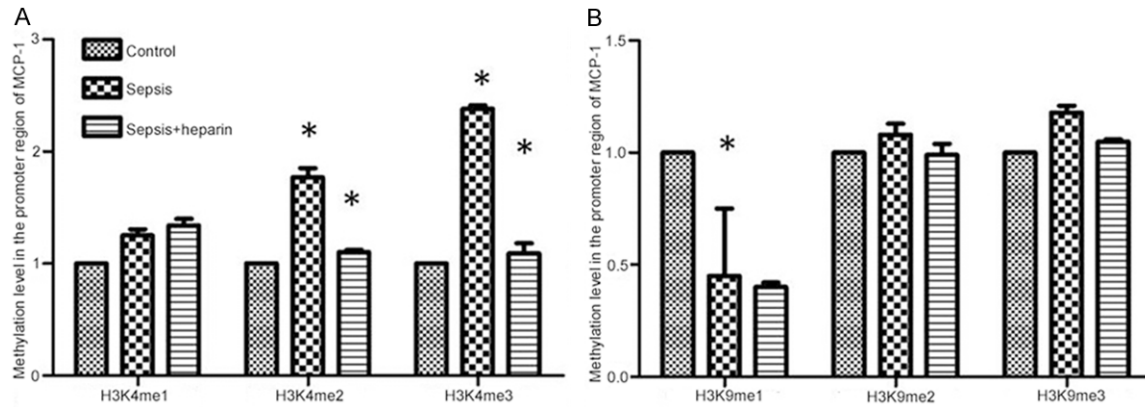 A
Methylation level in the promoter region of MCP-1
3
2
1
0
Control
Sepsis
Sepsis+heparin
*
*
*
*
H3K4me1
H3K4me2
H3K4me3
B
Methylation level in the promoter region of MCP-1
1.5
1.0
0.5
0.0
*
H3K9me1
H3K9me2
H3K9me3